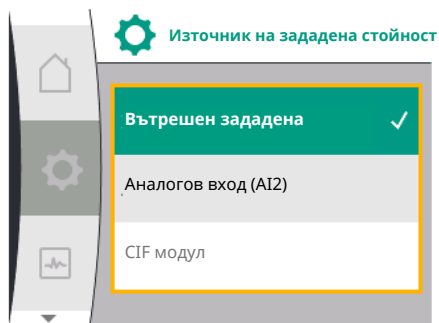 Източник на зададена стойност
Вътрешен зададена
Аналогов вход (AI2)
CIF модул